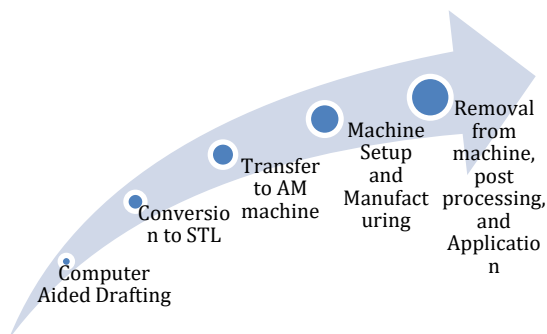 Computer
Aided Drafting
Conversio
n to STL
Transfer
to AM
machine
Machine
Setup
and
Manufact
uring
Removal
from
machine,
post
processing,
and
Applicatio
n